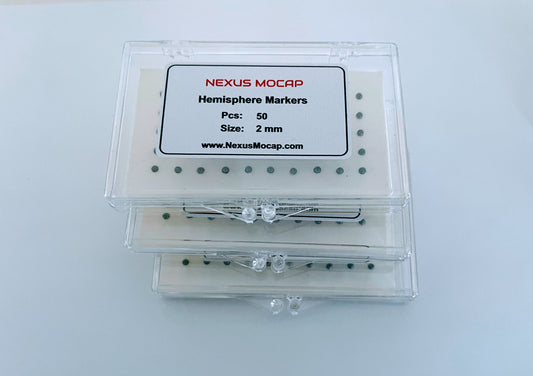 NEXUS MOCAP
Hemisphere Markers
Pcs: 50
Size: 2 mm
www.NexusMocap.com